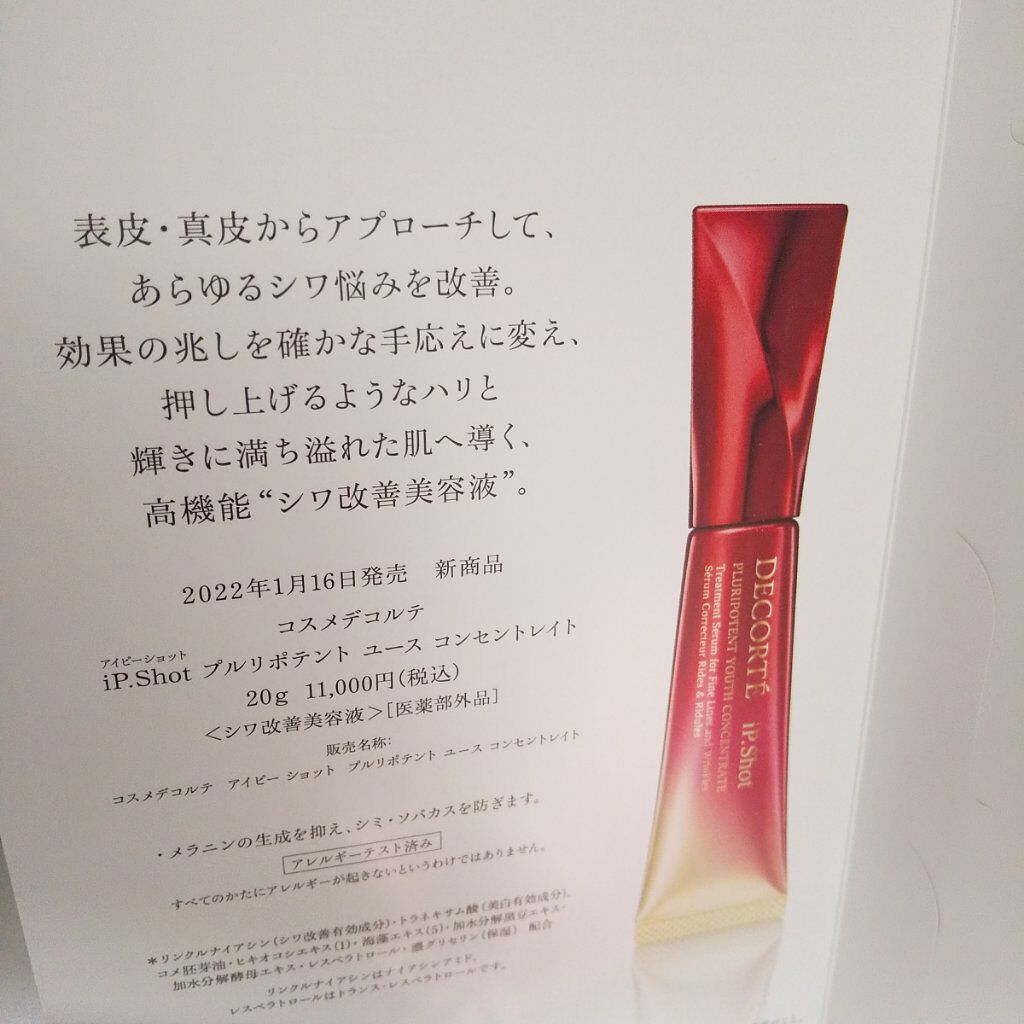 表皮・真皮からアプローチして、
あらゆるシワ悩みを改善。
効果の兆しを確かな手応えに変え、
押し上げるようなハリと
輝きに満ち溢れた肌へ導く、
高機能“シワ改善美容液”。
2022年1月16日発売 新商品
コスメデコルテ
アイピーショット
iP.Shot プルリポテント ユース コンセントレイト
20g 11,000円(税込)
<シワ改善美容液>[医薬部外品]
販売名称:
コスメデコルテ アイピー ショット プルリポテント ユース コンセントレイト
・メラニンの生成を抑え、シミ・ソバカスを防ぎます。
アレルギーテスト済み
すべてのかたにアレルギーが起きないというわけではありません。
*リンクルナイアシン(シワ改善有効成分)・トラネキサム酸(美白有効成分)、
コメ胚芽油・ヒキオコシエキス(1)・海藻エキス(5)・加水分解黒豆エキス・
加水分解酵母エキス・レスベラトロール・濃グリセリン(保湿) 配合
リンクルナイアシンはナイアシンアミド、
レスベラトロールはトランス・レスベラトロールです。
DECORTÉ iP.Shot
PLURIPOTENT YOUTH CONCENTRATE
Treatment Serum for Fine Lines and Wrinkles
Sérum Correcteur Rides & Ridules